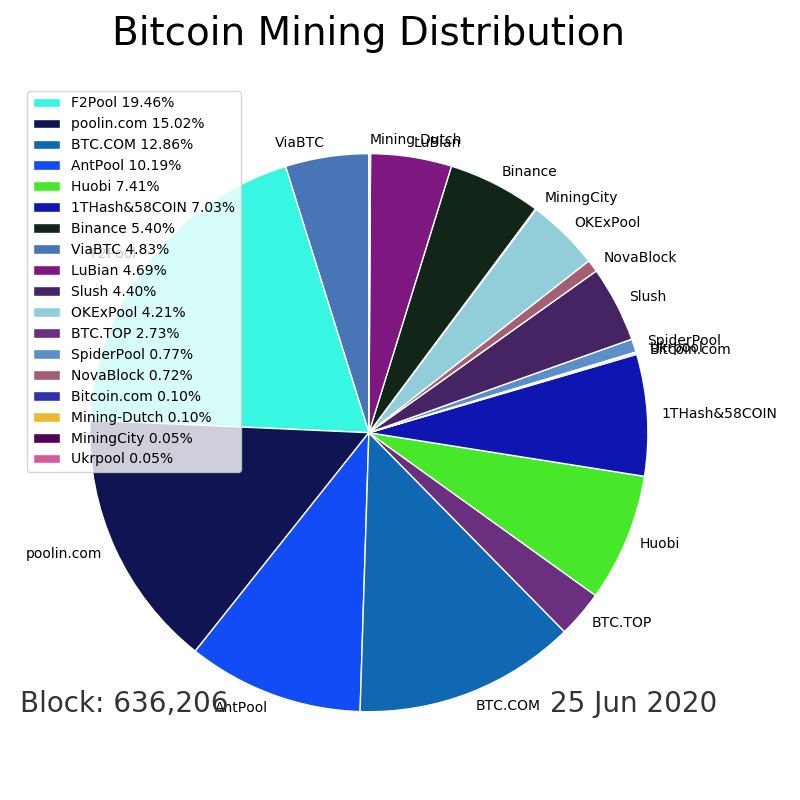 Bitcoin Mining Distribution
F2Pool 19.46%
poolin.com 15.02%
BTC.COM 12.86%
AntPool 10.19%
Huobi 7.41%
1THash&58COIN 7.03%
Binance 5.40%
ViaBTC 4.83%
LuBian 4.69%
Slush 4.40%
OKExPool 4.21%
BTC.TOP 2.73%
SpiderPool 0.77%
NovaBlock 0.72%
Bitcoin.com 0.10%
Mining-Dutch 0.10%
MiningCity 0.05%
Ukrpool 0.05%
ViaBTC
Mining-Dutch
LuBian
Binance
MiningCity
OKExPool
NovaBlock
Slush
SpiderPool
Ukrpool
Bitcoin.com
1THash&58COIN
Huobi
BTC.TOP
BTC.COM
AntPool
poolin.com
F2Pool
Block: 636,206
25 Jun 2020